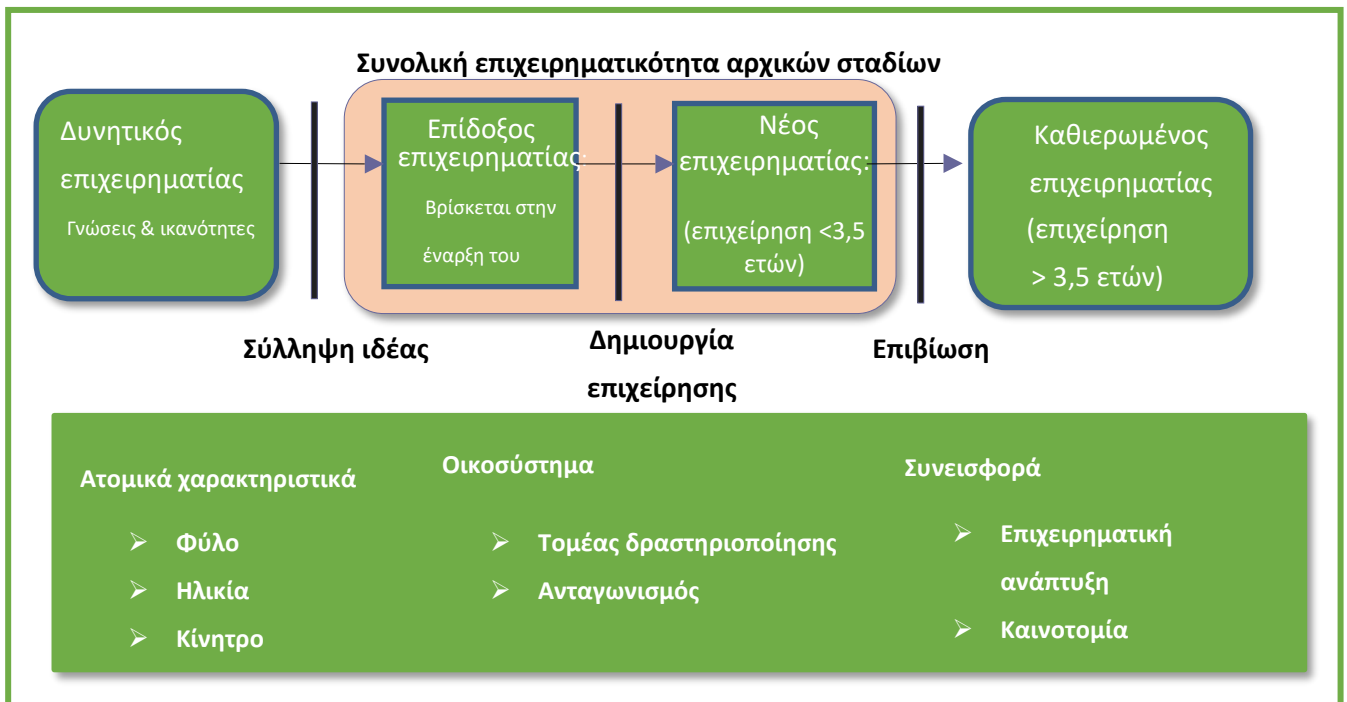 Συνολική επιχειρηματικότητα αρχικών σταδίων
Δυνητικός
επιχειρηματίας
Γνώσεις & ικανότητες
Επίδοξος
επιχειρηματίας:
Βρίσκεται στην
έναρξη του
Νέος
επιχειρηματίας:
(επιχείρηση <3,5
ετών)
Καθιερωμένος
επιχειρηματίας
(επιχείρηση
> 3,5 ετών)
Σύλληψη ιδέας
Δημιουργία
επιχείρησης
Επιβίωση
Ατομικά χαρακτηριστικά
Φύλο
Ηλικία
Κίνητρο
Οικοσύστημα
Τομέας δραστηριοποίησης
Ανταγωνισμός
Συνεισφορά
Επιχειρηματική
ανάπτυξη
Καινοτομία